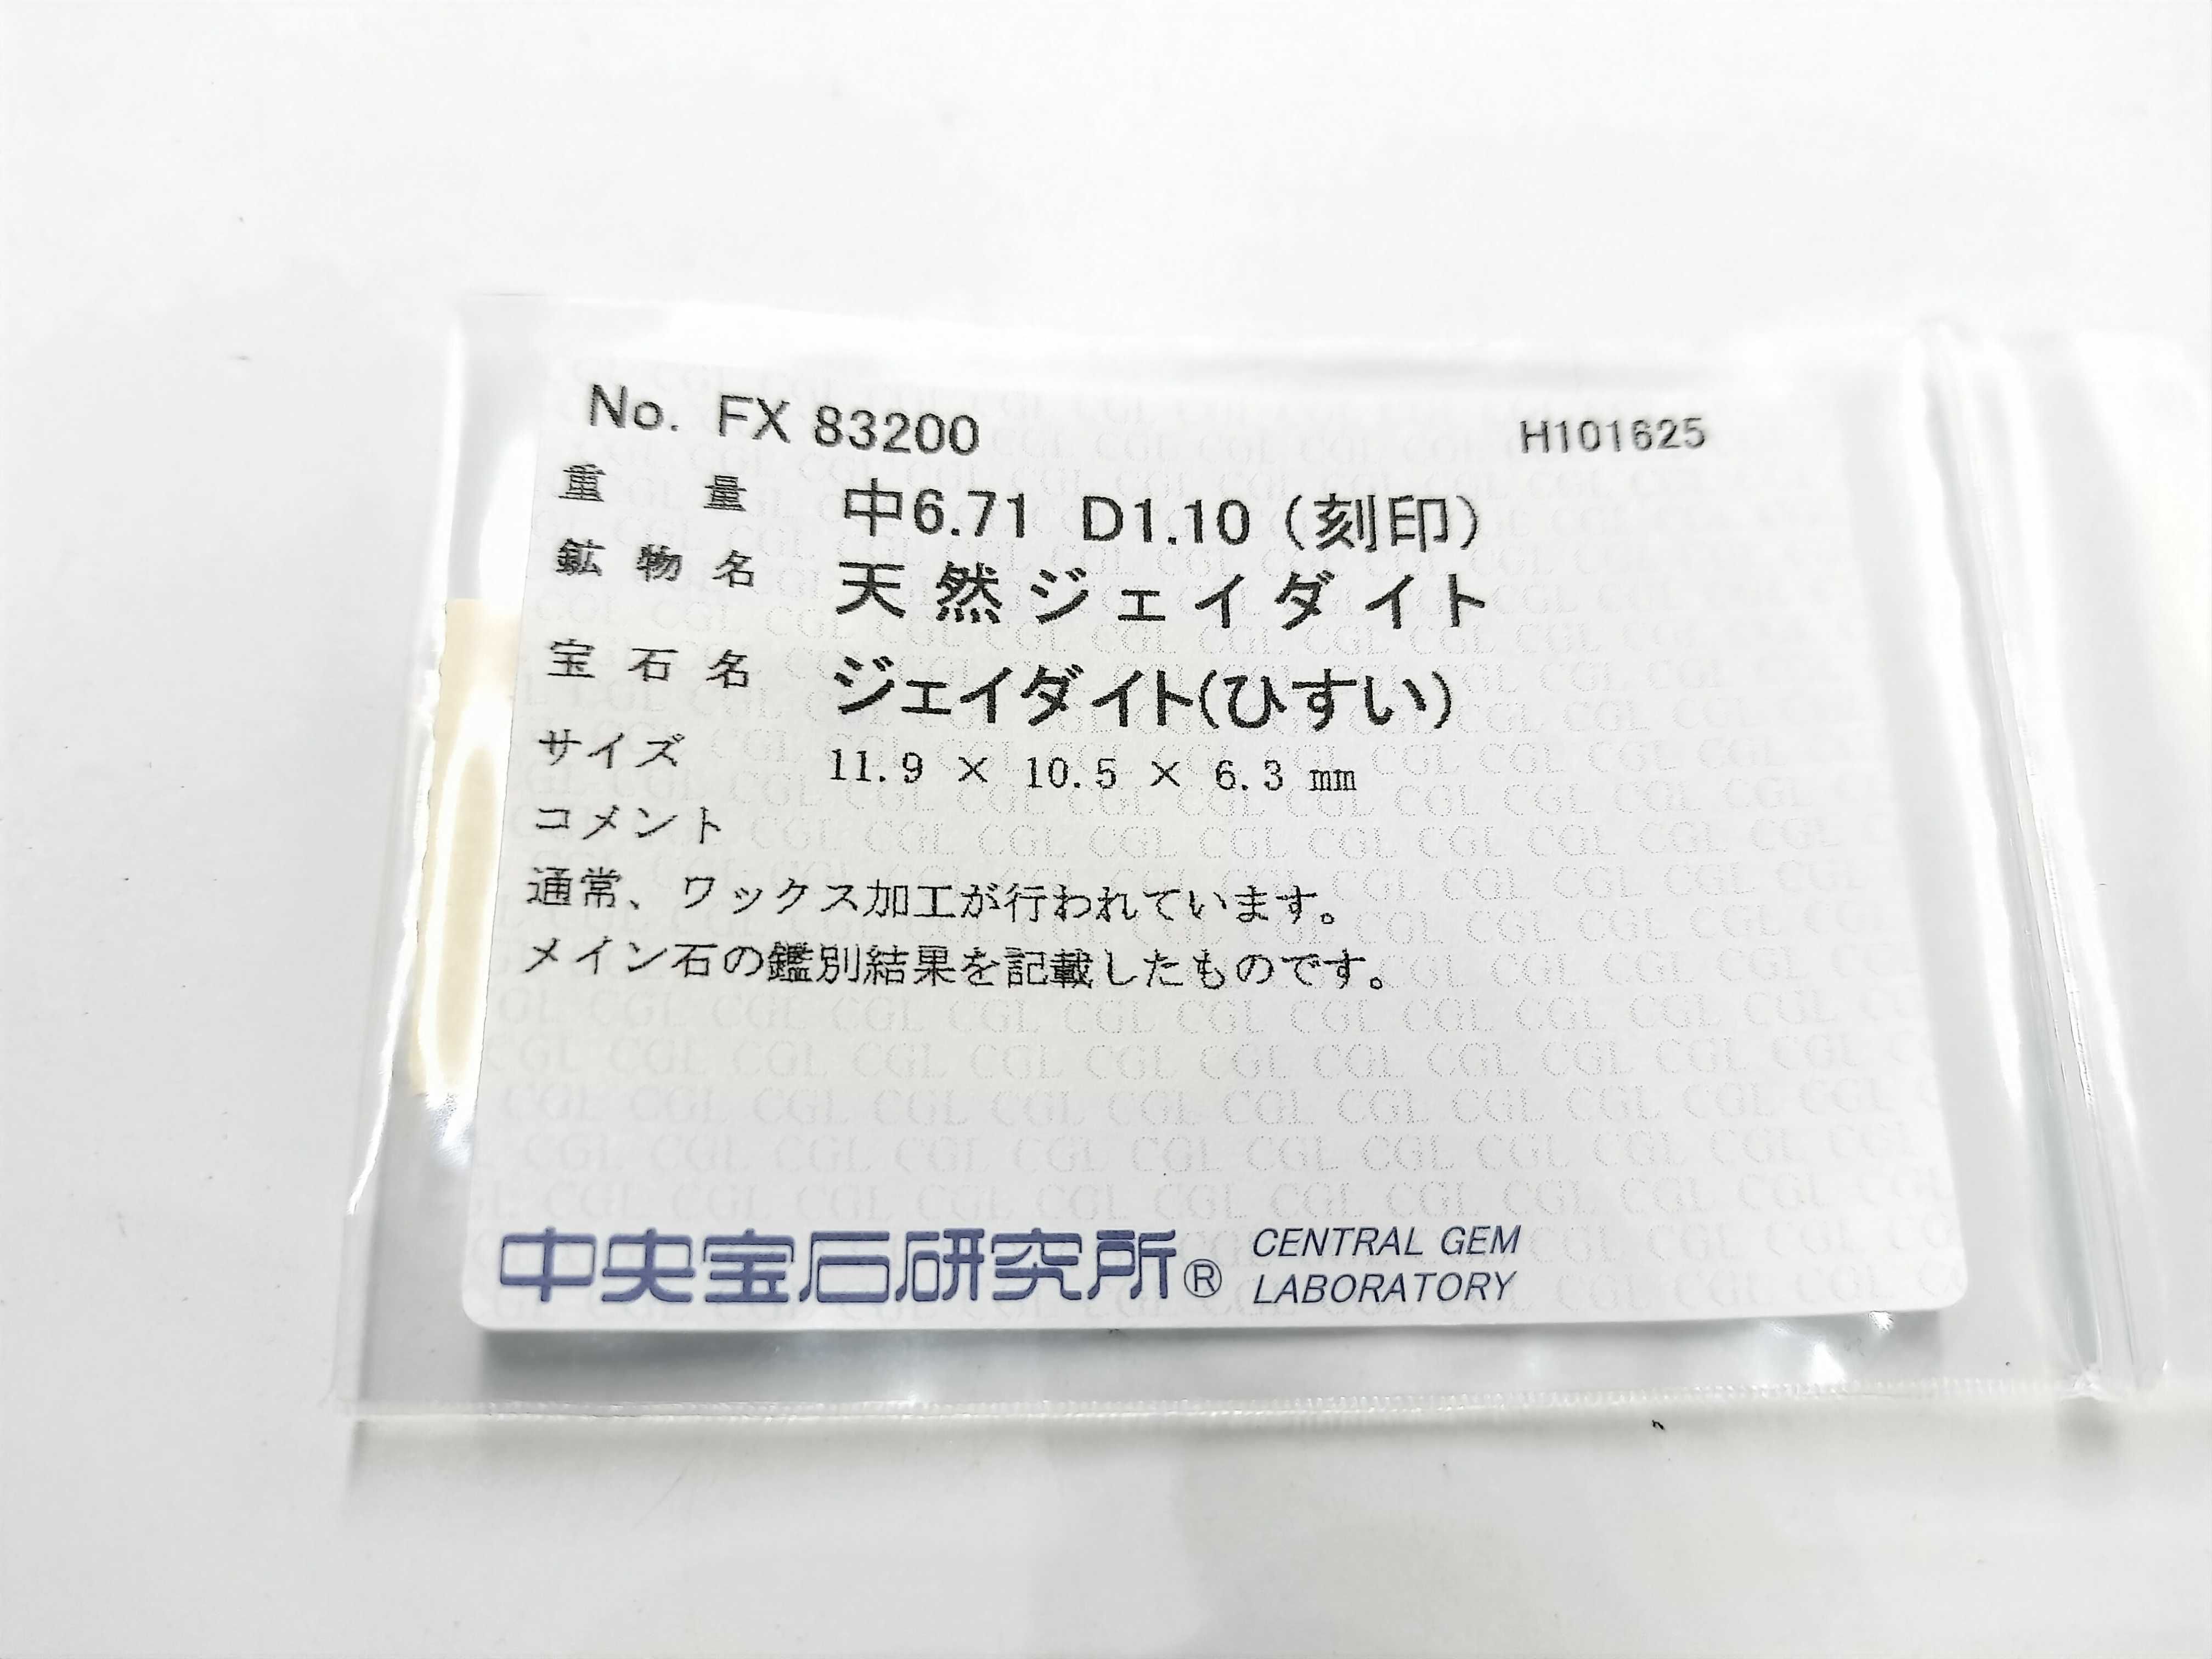 No. FX 83200 H101625
重量 中6.71 D1.10 (刻印)
鉱物名 天然ジェイダイト
宝石名 ジェイダイト(ひすい)
サイズ 11.9 × 10.5 × 6.3 mm
コメント
通常、ワックス加工が行われています。
メイン石の鑑別結果を記載したものです。
中央宝石研究所® CENTRAL GEM
LABORATORY